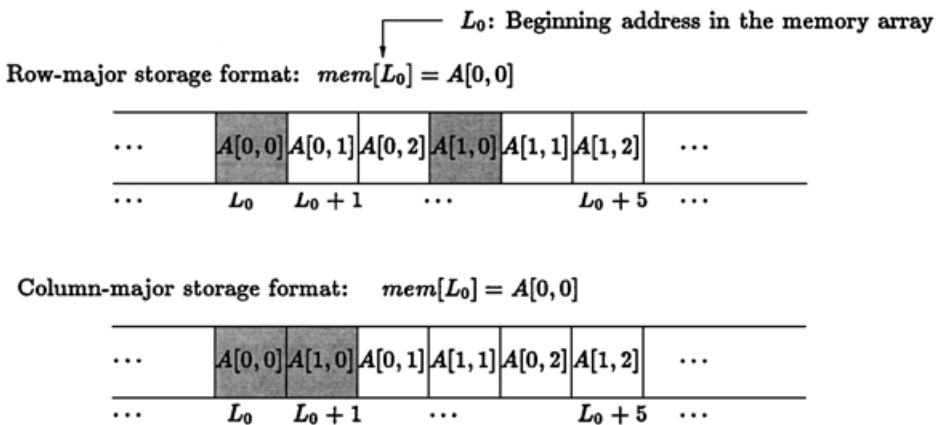 L₀: Beginning address in the memory array
Row-major storage format: mem[L₀] = A[0,0]
··· A[0,0] A[0,1] A[0,2] A[1,0] A[1,1] A[1,2] ···
··· L₀ L₀ + 1 ··· L₀ + 5 ···
Column-major storage format: mem[L₀] = A[0,0]
··· A[0,0] A[1,0] A[0,1] A[1,1] A[0,2] A[1,2] ···
··· L₀ L₀ + 1 ··· L₀ + 5 ···